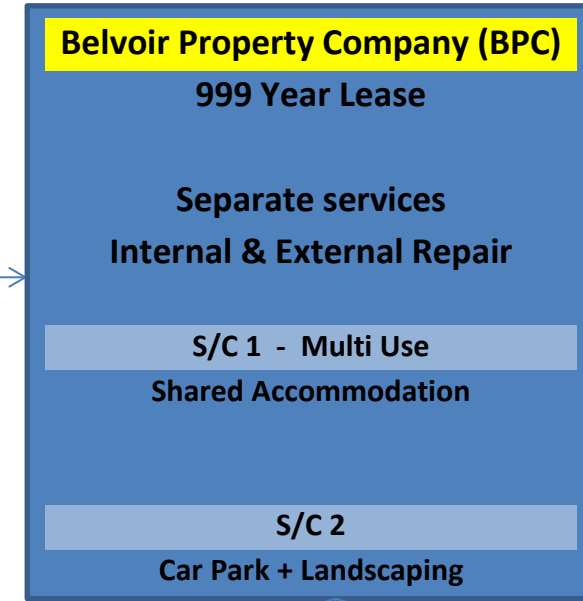 Belvoir Property Company (BPC)
999 Year Lease
Separate services
Internal & External Repair
S/C 1 - Multi Use
Shared Accommodation
S/C 2
Car Park + Landscaping